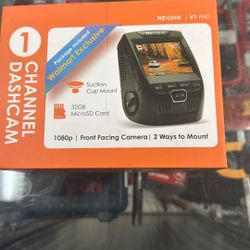 REXING | V1 FHD
1 CHANNEL
DASHCAM
Package Included
Walmart Exclusive
Suction
Cup Mount
32GB
MicroSD Card
1080p | Front Facing Camera | 2 Ways to Mount